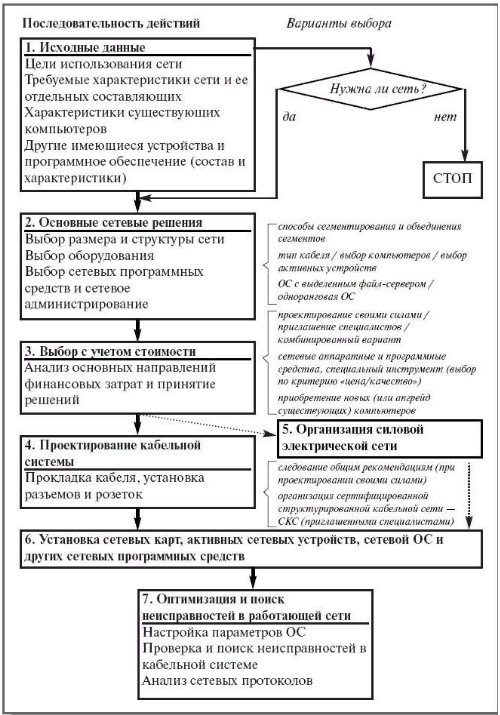 Последовательность действий
Варианты выбора
1. Исходные данные
Цели использования сети
Требуемые характеристики сети и ее
отдельных составляющих
Характеристики существующих
компьютеров
Другие имеющиеся устройства и
программное обеспечение (состав и
характеристики)
Нужна ли сеть?
да
нет
СТОП
2. Основные сетевые решения
Выбор размера и структуры сети
Выбор оборудования
Выбор сетевых программных
средств и сетевое
администрирование
способы сегментирования и объединения
сегментов
тип кабеля / выбор компьютеров / выбор
активных устройств
ОС с выделенным файл-сервером /
одноранговая ОС
3. Выбор с учетом стоимости
Анализ основных направлений
финансовых затрат и принятие
решений
проектирование своими силами /
приглашение специалистов /
комбинированный вариант
сетевые аппаратные и программные
средства, специальный инструмент (выбор
по критерию «цена/качество»)
приобретение новых (или апгрейд
существующих) компьютеров
5. Организация силовой
электрической сети
4. Проектирование кабельной
системы
Прокладка кабеля, установка
разъемов и розеток
следование общим рекомендациям (при
проектировании своими силами)
организация сертифицированной
структурированной кабельной сети —
СКС (приглашенными специалистами)
6. Установка сетевых карт, активных сетевых устройств, сетевой ОС и
других сетевых программных средств
7. Оптимизация и поиск
неисправностей в работающей сети
Настройка параметров ОС
Проверка и поиск неисправностей в
кабельной системе
Анализ сетевых протоколов